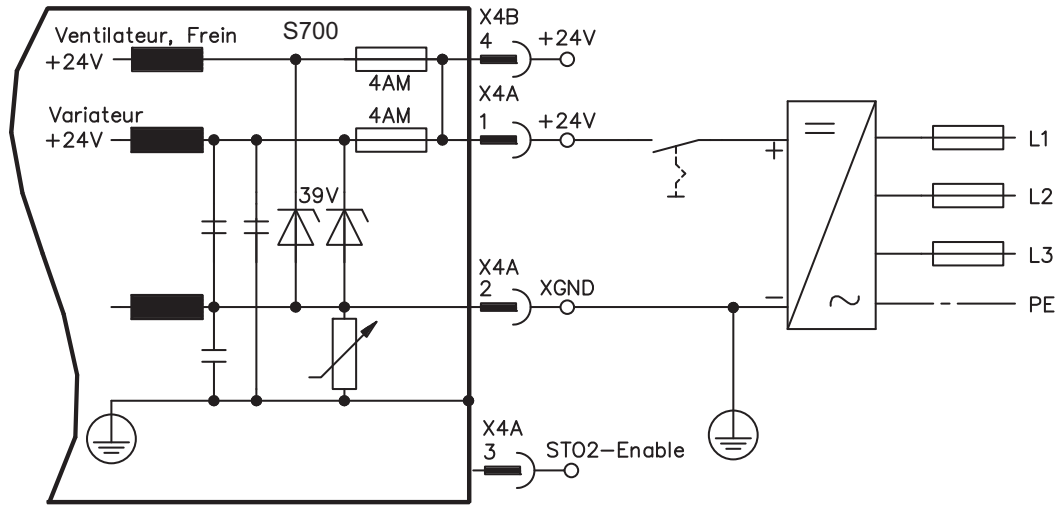 X4B
Ventilateur, Frein
S700
4
+24V
+24V
4AM
X4A
Variateur
4AM
1
+24V
+24V
+
L1
39V
L2
X4A
L3
2
XGND
−
PE
X4A
3
STO2-Enable